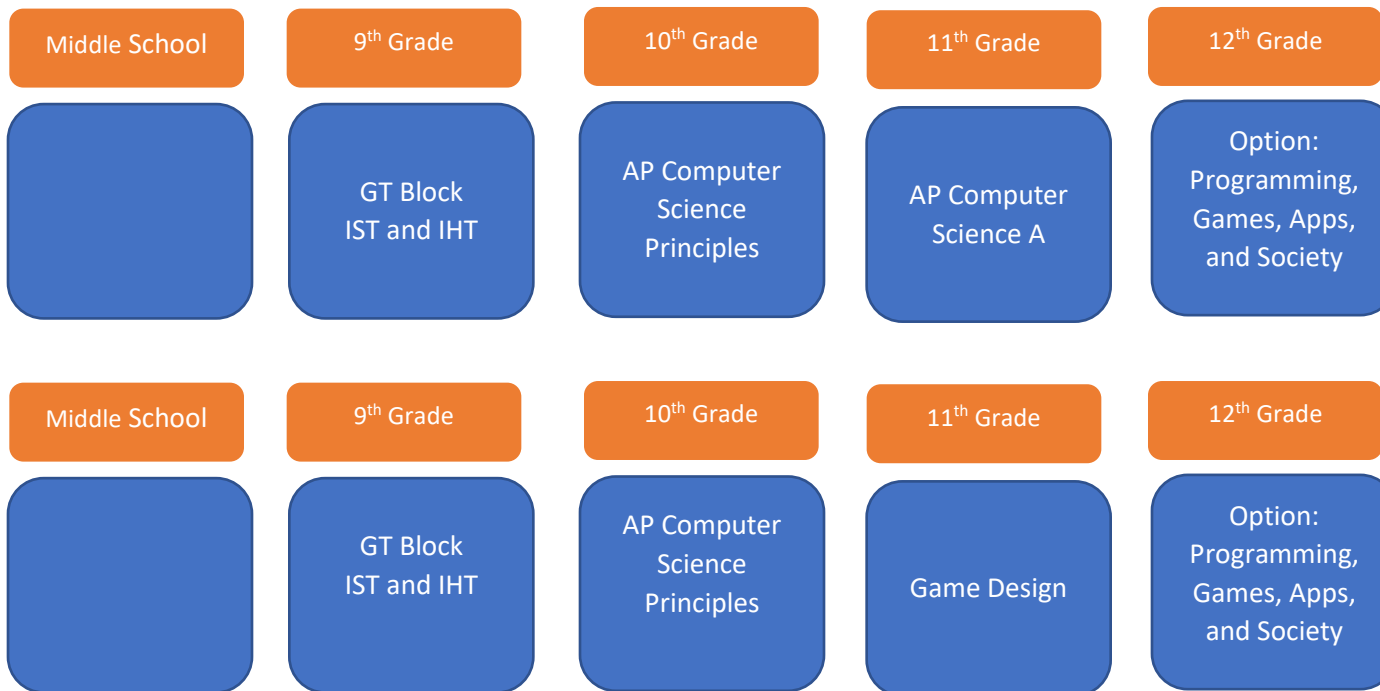 Middle School
9th Grade
10th Grade
11th Grade
12th Grade
GT Block
IST and IHT
AP Computer
Science
Principles
AP Computer
Science A
Option:
Programming,
Games, Apps,
and Society
Middle School
9th Grade
10th Grade
11th Grade
12th Grade
GT Block
IST and IHT
AP Computer
Science
Principles
Game Design
Option:
Programming,
Games, Apps,
and Society